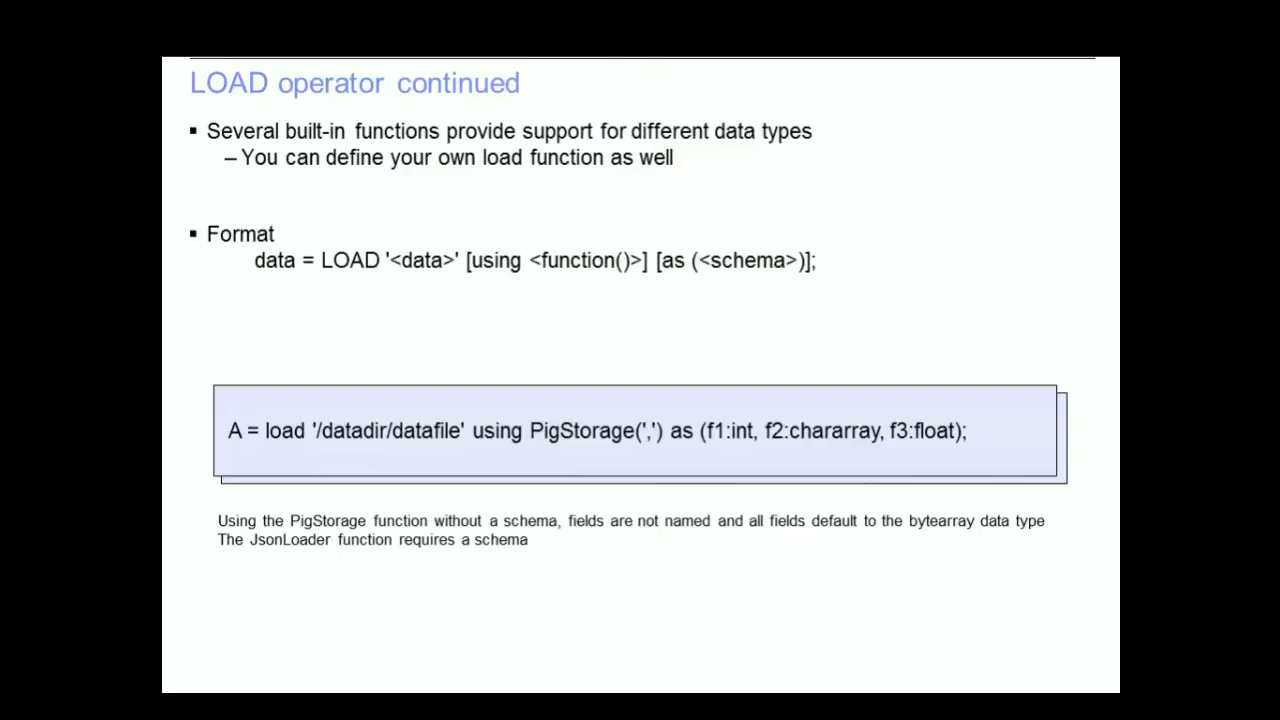 LOAD operator continued
▪ Several built-in functions provide support for different data types
– You can define your own load function as well
▪ Format
data = LOAD '<data>' [using <function()>] [as (<schema>)];
A = load '/datadir/datafile' using PigStorage(',') as (f1:int, f2:chararray, f3:float);
Using the PigStorage function without a schema, fields are not named and all fields default to the bytearray data type
The JsonLoader function requires a schema